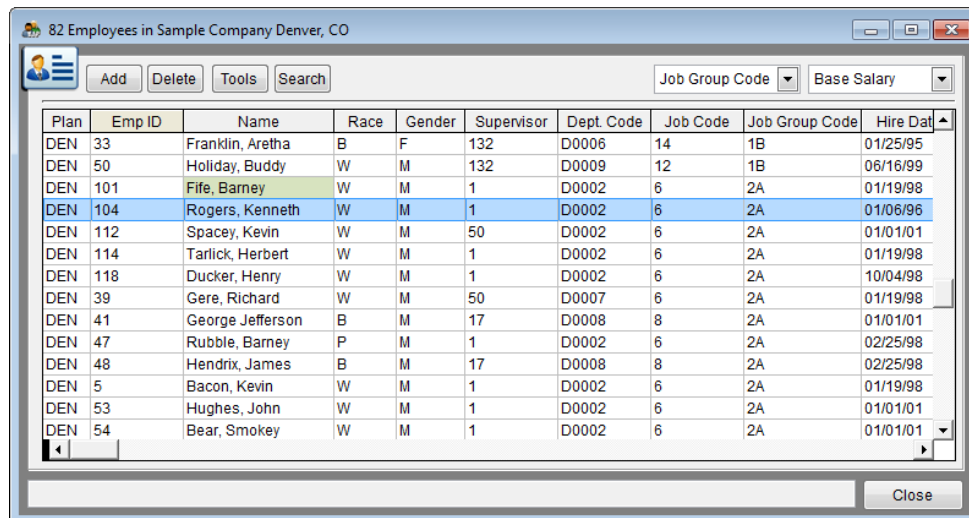 82 Employees in Sample Company Denver, CO
Add Delete Tools Search Job Group Code Base Salary
Plan Emp ID Name Race Gender Supervisor Dept. Code Job Code Job Group Code Hire Dat
DEN 33 Franklin, Aretha B F 132 D0006 14 1B 01/25/95
DEN 50 Holiday, Buddy W M 132 D0009 12 1B 06/16/99
DEN 101 Fife, Barney W M 1 D0002 6 2A 01/19/98
DEN 104 Rogers, Kenneth W M 1 D0002 6 2A 01/06/96
DEN 112 Spacey, Kevin W M 50 D0002 6 2A 01/01/01
DEN 114 Tarlick, Herbert W M 1 D0002 6 2A 01/19/98
DEN 118 Ducker, Henry W M 1 D0002 6 2A 10/04/98
DEN 39 Gere, Richard W M 50 D0007 6 2A 01/19/98
DEN 41 George Jefferson B M 17 D0008 8 2A 01/01/01
DEN 47 Rubble, Barney P M 1 D0002 6 2A 02/25/98
DEN 48 Hendrix, James B M 17 D0008 8 2A 02/25/98
DEN 5 Bacon, Kevin W M 1 D0002 6 2A 01/19/98
DEN 53 Hughes, John W M 1 D0002 6 2A 01/01/01
DEN 54 Bear, Smokey W M 1 D0002 6 2A 01/01/01
Close